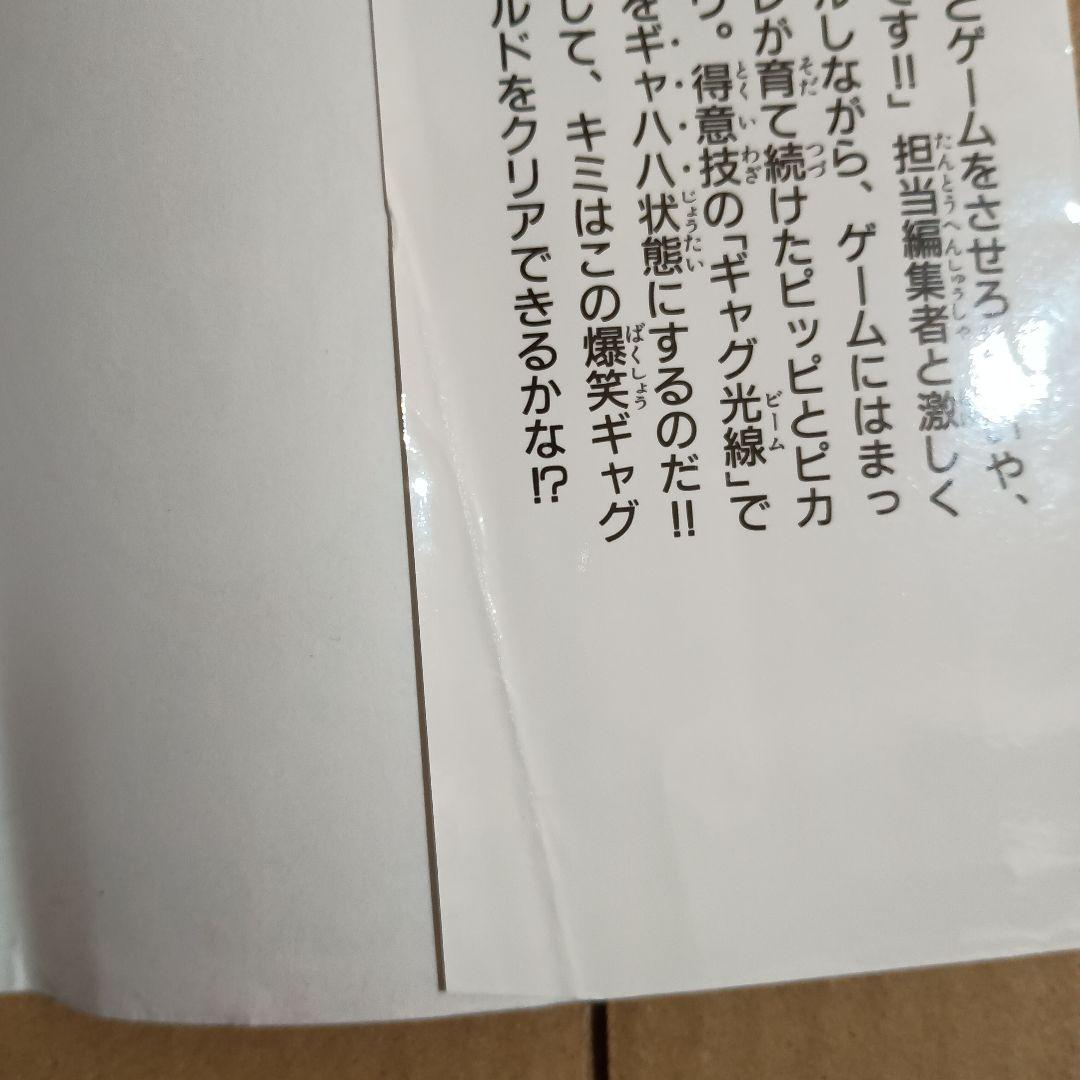 とゲームをさせろ
や、
です!!」担当編集者と激しく
ルしながら、ゲームにはまっ
レが育て続けたピッピとピカ
り。得意技の「ギャグ光線」で
をギャハハ状態にするのだ!!
して、キミはこの爆笑ギャグ
ルドをクリアできるかな!?